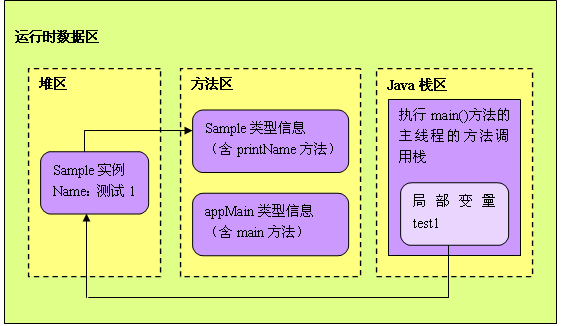 运行时数据区
堆区
Sample 实例
Name：测试 1
方法区
Sample 类型信息
（含 printName 方法）
appMain 类型信息
（含 main 方法）
Java 栈区
执行 main()方法的
主线程的方法调
用栈
局部变量
test1